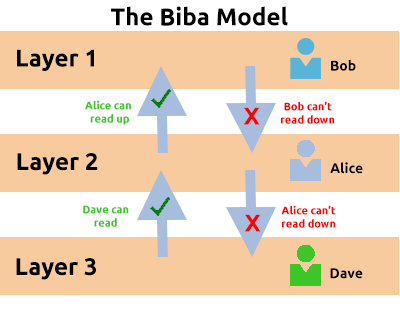 The Biba Model
Layer 1
Bob
Alice can
read up
X
Bob can't
read down
Layer 2
Alice
Dave can
read
X
Alice can't
read down
Layer 3
Dave